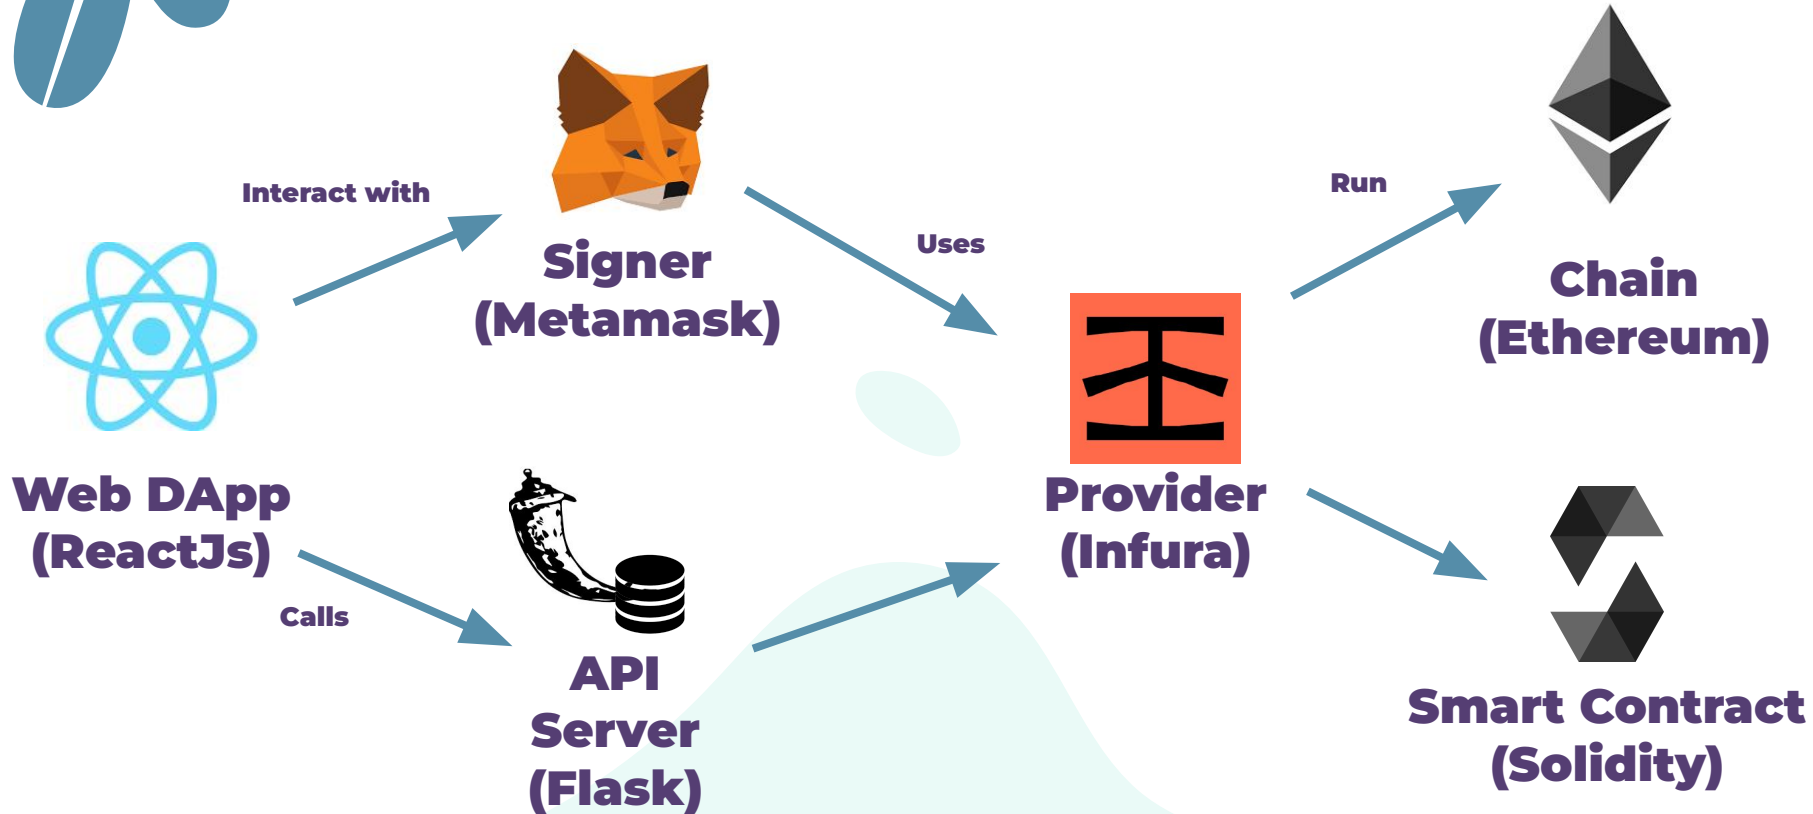 Interact with
Signer
(Metamask)
Uses
Run
Chain
(Ethereum)
Web DApp
(ReactJs)
Calls
API
Server
(Flask)
Provider
(Infura)
Smart Contract
(Solidity)